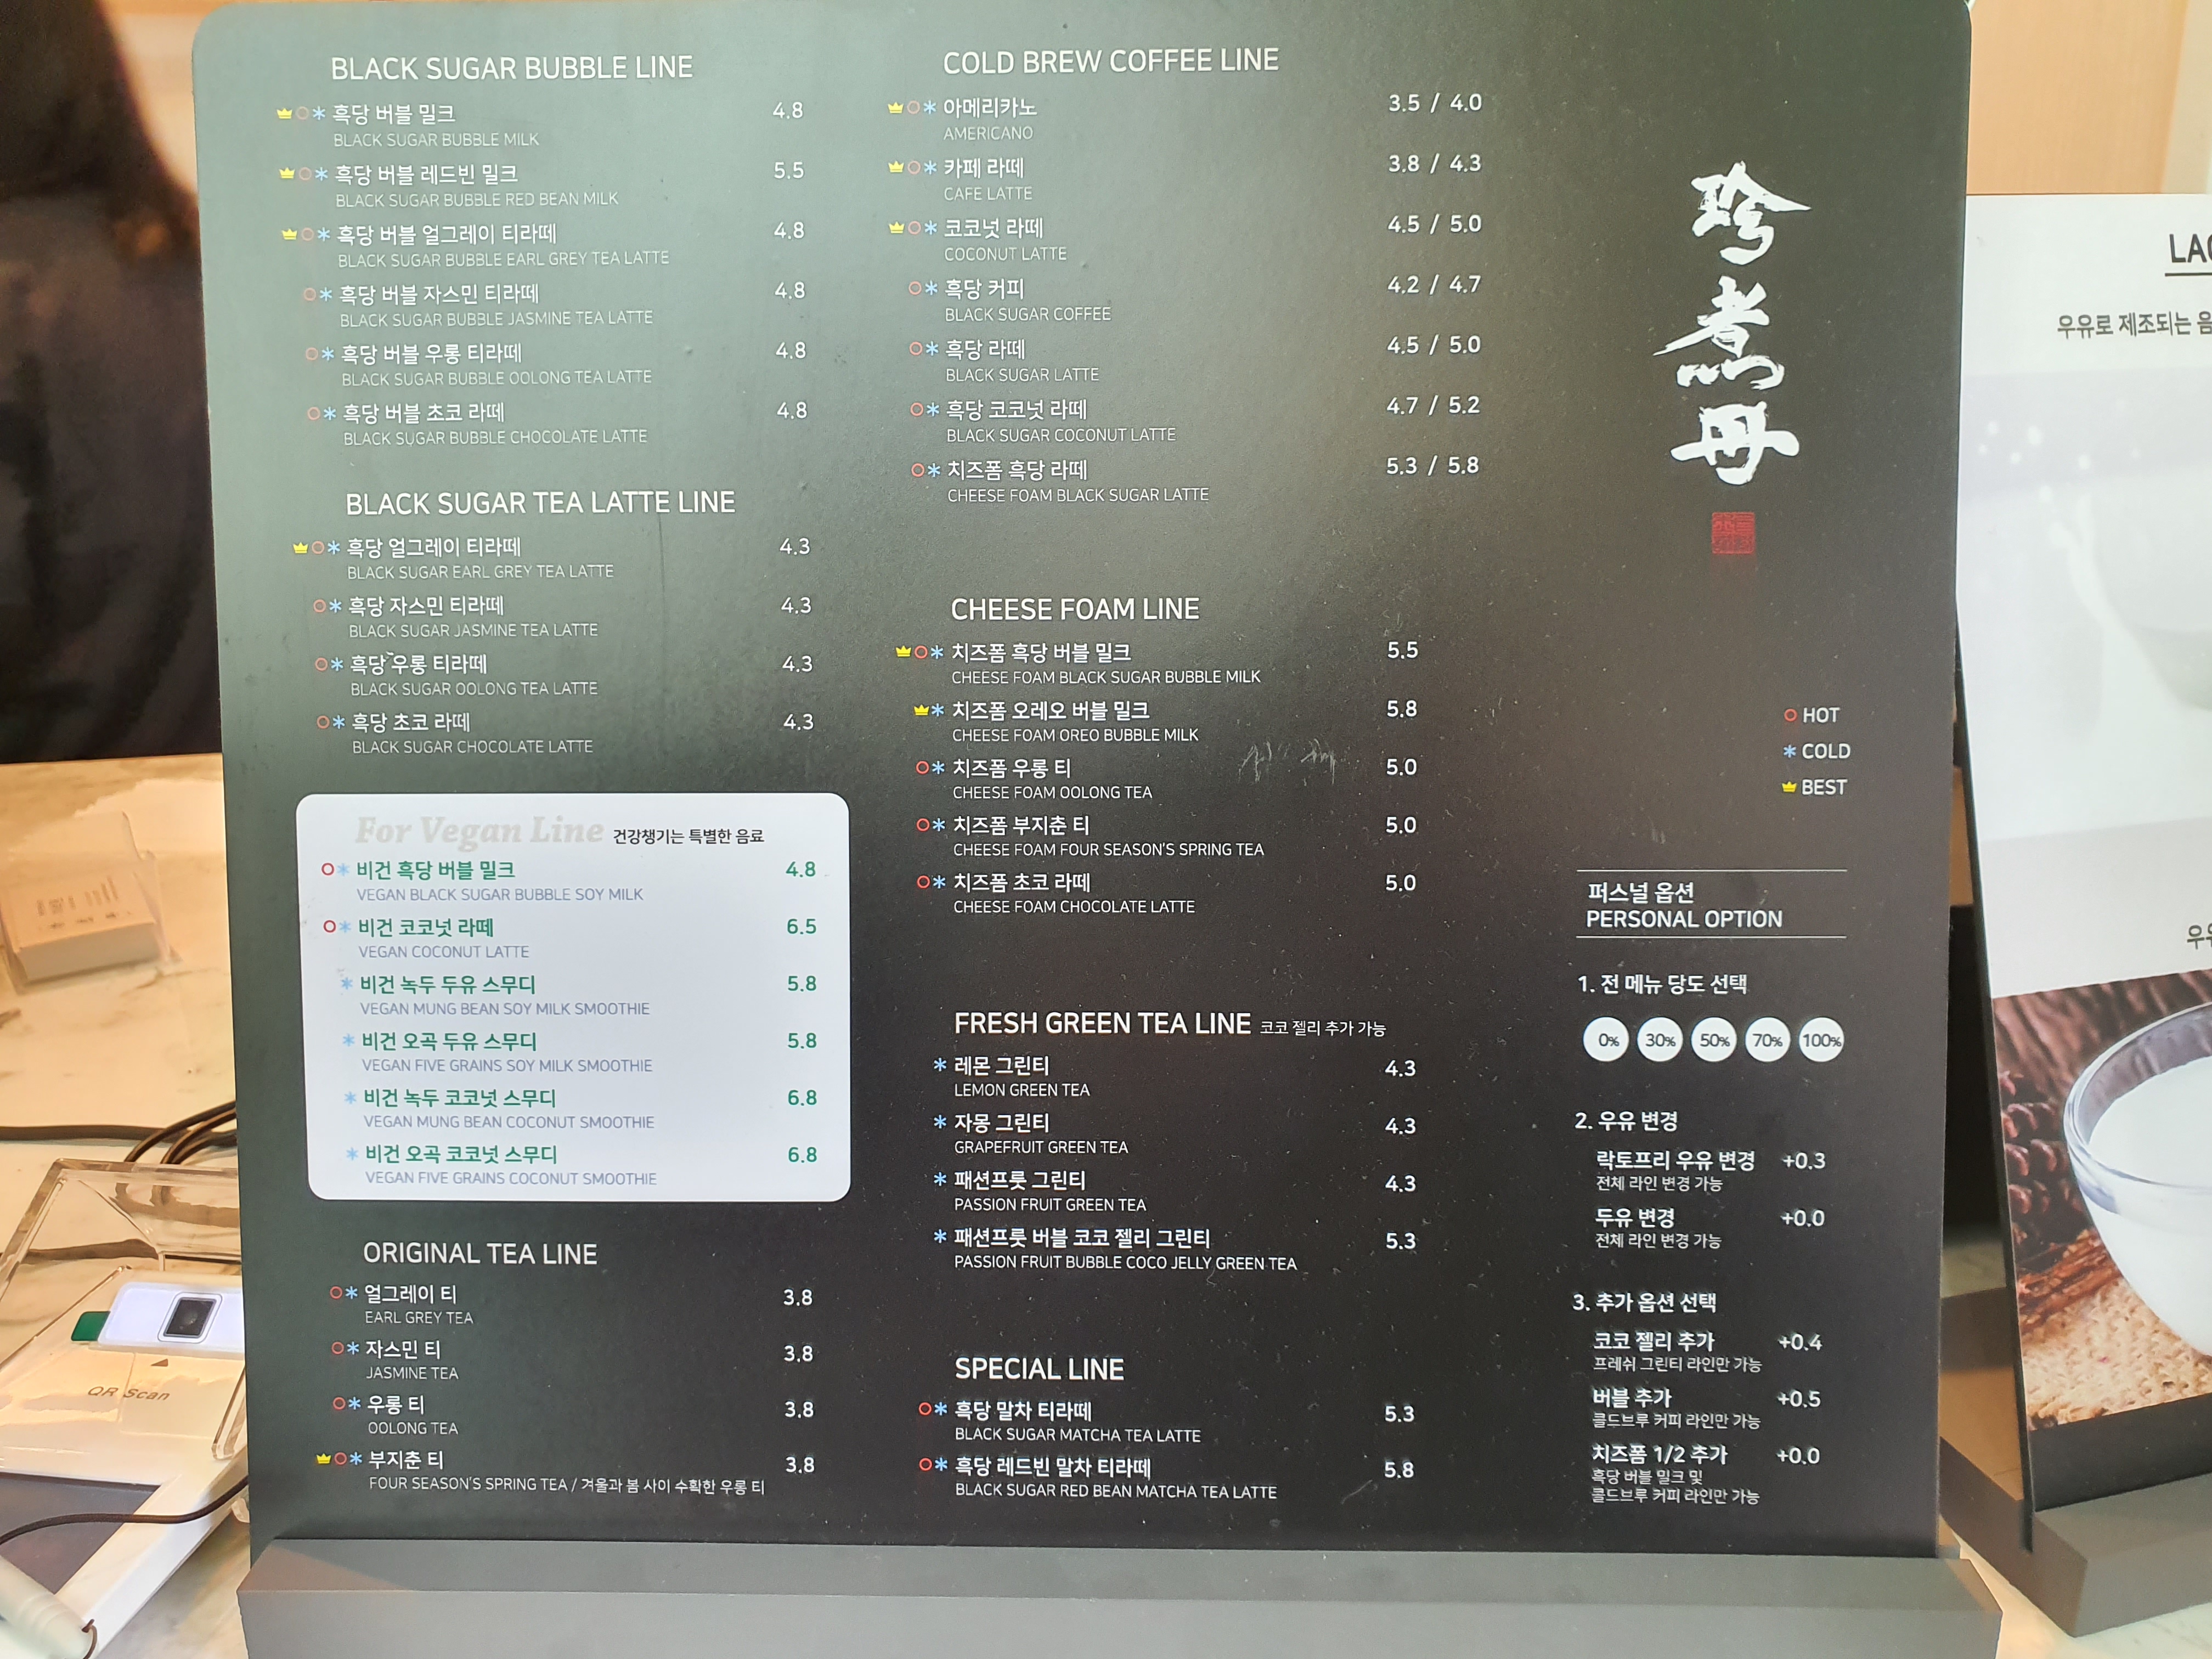 BLACK SUGAR BUBBLE LINE
흑당 버블 밀크 4.8
BLACK SUGAR BUBBLE MILK
흑당 버블 레드빈 밀크 5.5
BLACK SUGAR BUBBLE RED BEAN MILK
흑당 버블 얼그레이 티라떼 4.8
BLACK SUGAR BUBBLE EARL GREY TEA LATTE
흑당 버블 자스민 티라떼 4.8
BLACK SUGAR BUBBLE JASMINE TEA LATTE
흑당 버블 우롱 티라떼 4.8
BLACK SUGAR BUBBLE OOLONG TEA LATTE
흑당 버블 초코 라떼 4.8
BLACK SUGAR BUBBLE CHOCOLATE LATTE
BLACK SUGAR TEA LATTE LINE
흑당 얼그레이 티라떼 4.3
BLACK SUGAR EARL GREY TEA LATTE
흑당 자스민 티라떼 4.3
BLACK SUGAR JASMINE TEA LATTE
흑당 우롱 티라떼 4.3
BLACK SUGAR OOLONG TEA LATTE
흑당 초코 라떼 4.3
BLACK SUGAR CHOCOLATE LATTE
For Vegan Line 건강챙기는 특별한 음료
비건 흑당 버블 밀크 4.8
VEGAN BLACK SUGAR BUBBLE SOY MILK
비건 코코넛 라떼 6.5
VEGAN COCONUT LATTE
비건 녹두 두유 스무디 5.8
VEGAN MUNG BEAN SOY MILK SMOOTHIE
비건 오곡 두유 스무디 5.8
VEGAN FIVE GRAINS SOY MILK SMOOTHIE
비건 녹두 코코넛 스무디 6.8
VEGAN MUNG BEAN COCONUT SMOOTHIE
비건 오곡 코코넛 스무디 6.8
VEGAN FIVE GRAINS COCONUT SMOOTHIE
ORIGINAL TEA LINE
얼그레이 티 3.8
EARL GREY TEA
자스민 티 3.8
JASMINE TEA
우롱 티 3.8
OOLONG TEA
부지춘 티 3.8
FOUR SEASON'S SPRING TEA / 겨울과 봄 사이 수확한 우롱 티
COLD BREW COFFEE LINE
아메리카노 3.5 / 4.0
AMERICANO
카페 라떼 3.8 / 4.3
CAFE LATTE
코코넛 라떼 4.5 / 5.0
COCONUT LATTE
흑당 커피 4.2 / 4.7
BLACK SUGAR COFFEE
흑당 라떼 4.5 / 5.0
BLACK SUGAR LATTE
흑당 코코넛 라떼 4.7 / 5.2
BLACK SUGAR COCONUT LATTE
치즈폼 흑당 라떼 5.3 / 5.8
CHEESE FOAM BLACK SUGAR LATTE
CHEESE FOAM LINE
치즈폼 흑당 버블 밀크 5.5
CHEESE FOAM BLACK SUGAR BUBBLE MILK
치즈폼 오레오 버블 밀크 5.8
CHEESE FOAM OREO BUBBLE MILK
치즈폼 우롱 티 5.0
CHEESE FOAM OOLONG TEA
치즈폼 부지춘 티 5.0
CHEESE FOAM FOUR SEASON'S SPRING TEA
치즈폼 초코 라떼 5.0
CHEESE FOAM CHOCOLATE LATTE
FRESH GREEN TEA LINE 코코 젤리 추가 가능
레몬 그린티 4.3
LEMON GREEN TEA
자몽 그린티 4.3
GRAPEFRUIT GREEN TEA
패션프룻 그린티 4.3
PASSION FRUIT GREEN TEA
패션프룻 버블 코코 젤리 그린티 5.3
PASSION FRUIT BUBBLE COCO JELLY GREEN TEA
SPECIAL LINE
흑당 말차 티라떼 5.3
BLACK SUGAR MATCHA TEA LATTE
흑당 레드빈 말차 티라떼 5.8
BLACK SUGAR RED BEAN MATCHA TEA LATTE
珍煮丹
HOT
COLD
BEST
퍼스널 옵션
PERSONAL OPTION
1. 전 메뉴 당도 선택
0% 30% 50% 70% 100%
2. 우유 변경
락토프리 우유 변경 +0.3
전체 라인 변경 가능
두유 변경 +0.0
전체 라인 변경 가능
3. 추가 옵션 선택
코코 젤리 추가 +0.4
프레쉬 그린티 라인만 가능
버블 추가 +0.5
콜드브루 커피 라인만 가능
치즈폼 1/2 추가 +0.0
흑당 버블 밀크 및
콜드브루 커피 라인만 가능
우유로 제조되는
QR Scan